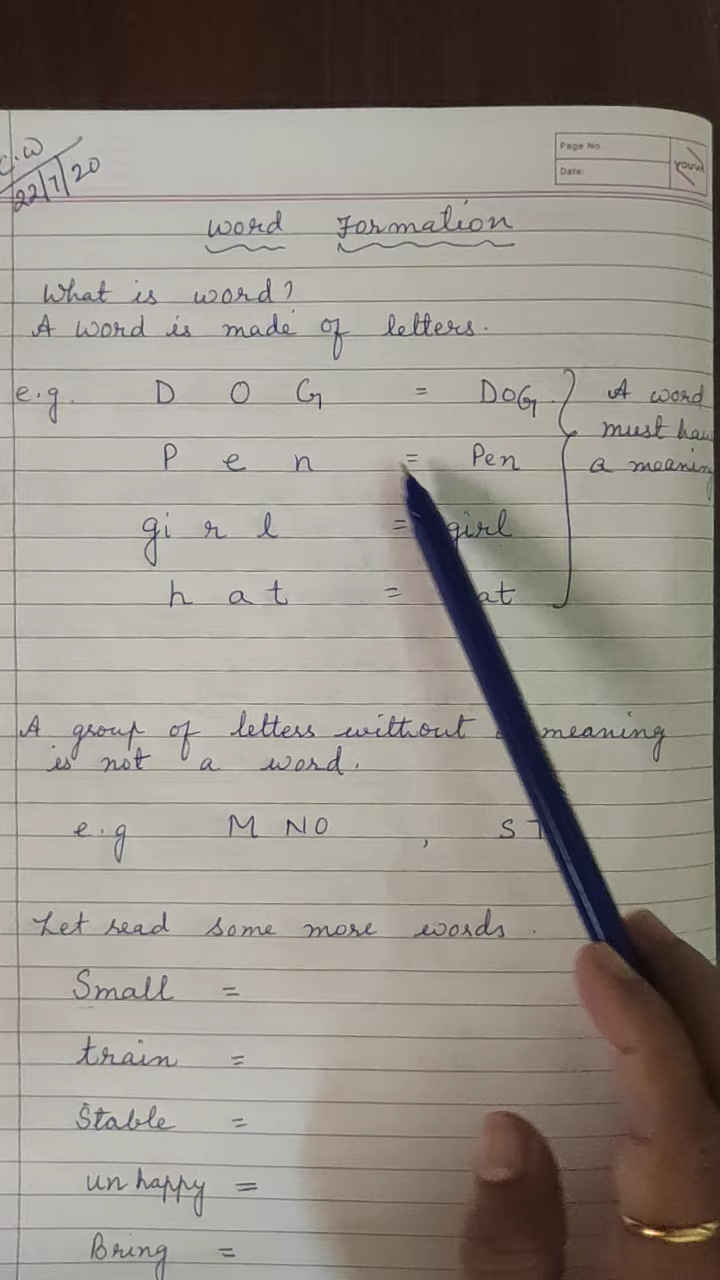 C.W
22/7/20
Page No.
Date:
youva
Word Formation
What is word?
A word is made of letters.
e.g. D O G = DOG. A word
must hav
P e n = Pen a meaning
gi r l = girl
h a t = at
A group of letters without meaning
is not a word.
e.g M NO , S T
Let read some more words.
Small =
train =
Stable =
un happy =
Bring =